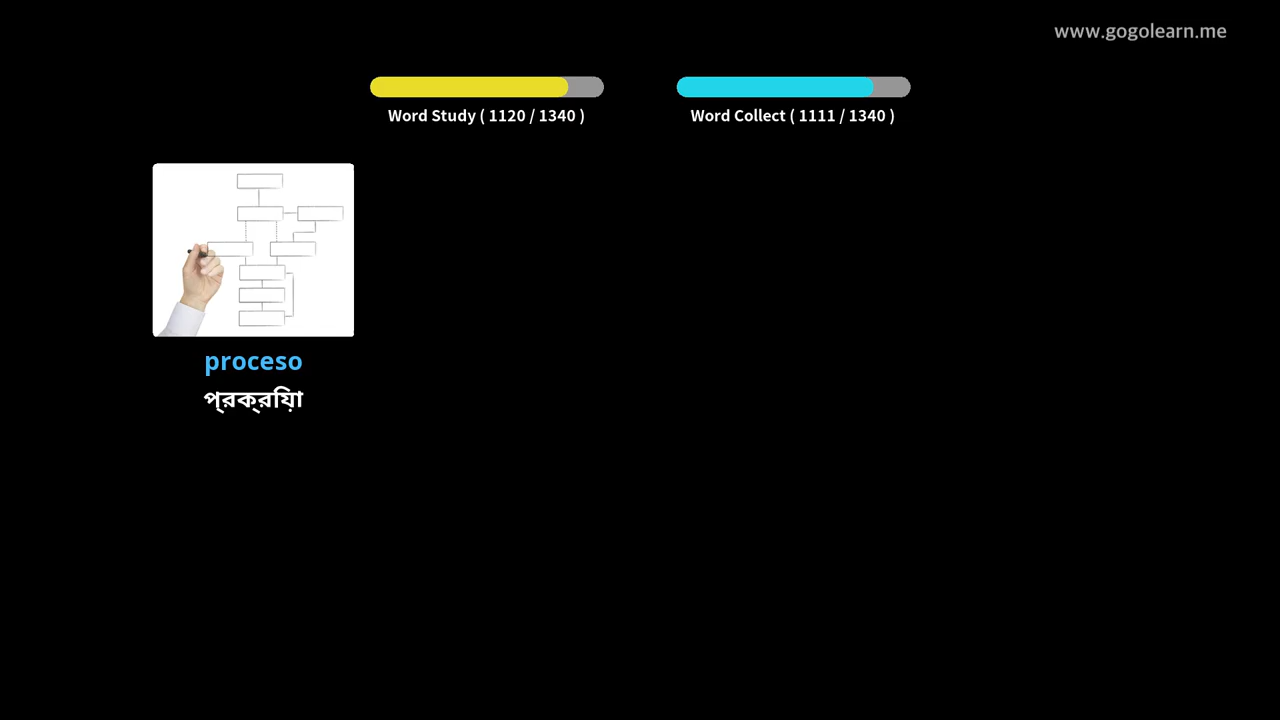 www.gogolearn.me
Word Study ( 1120 / 1340 )
Word Collect ( 1111 / 1340 )
proceso
প্রক্রিয়া